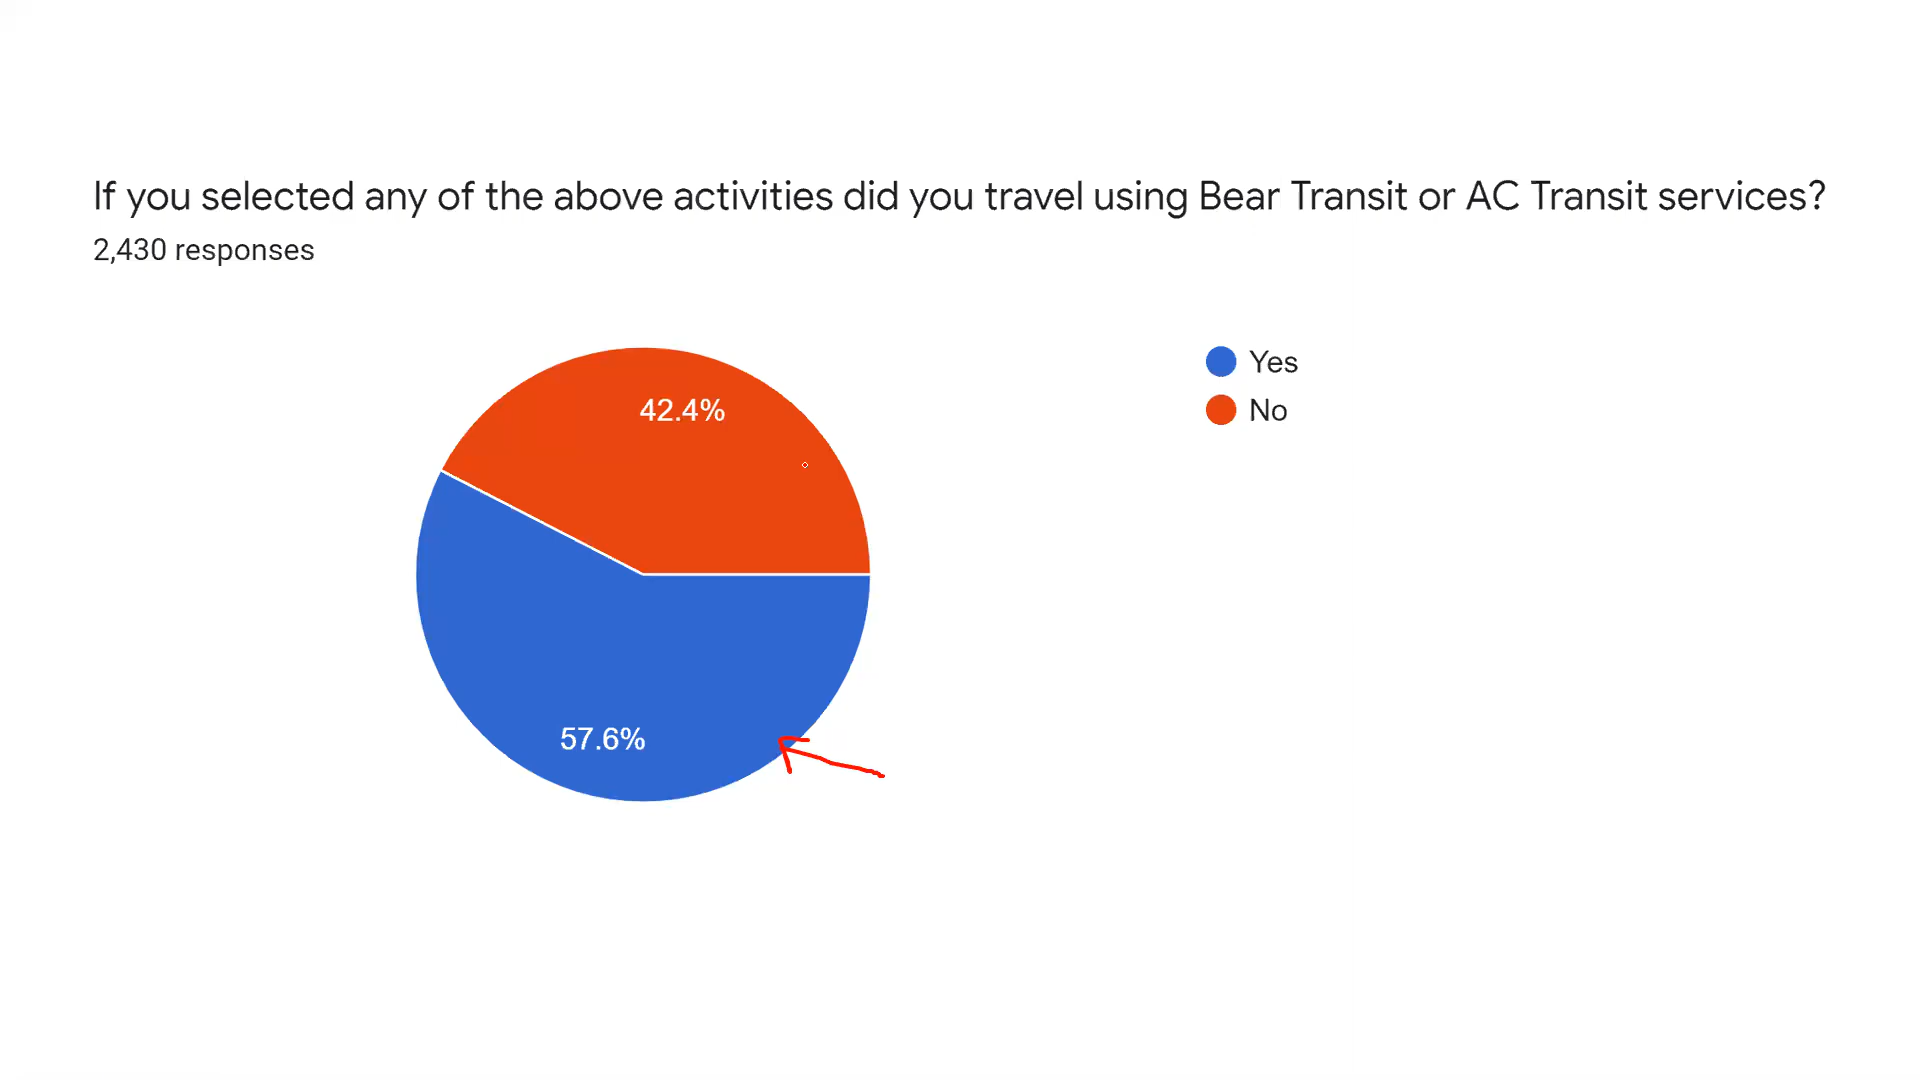 If you selected any of the above activities did you travel using Bear Transit or AC Transit services?
2,430 responses
Yes
No
42.4%
57.6%